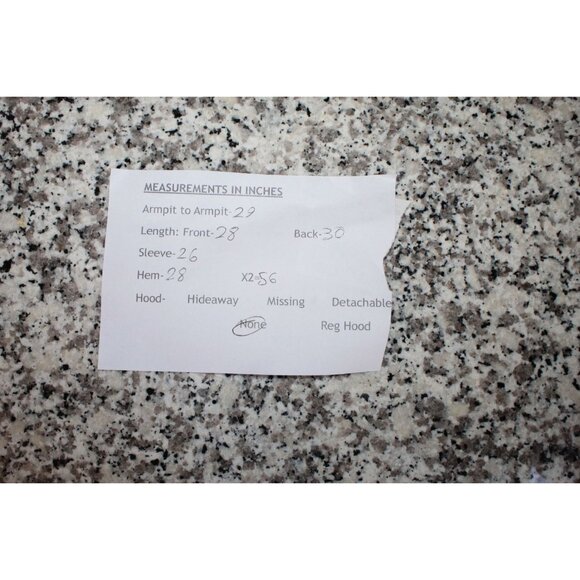 MEASUREMENTS IN INCHES
Armpit to Armpit-29
Length: Front-28 Back-30
Sleeve-26
Hem-28 X2-56
Hood- Hideaway Missing Detachable
None Reg Hood